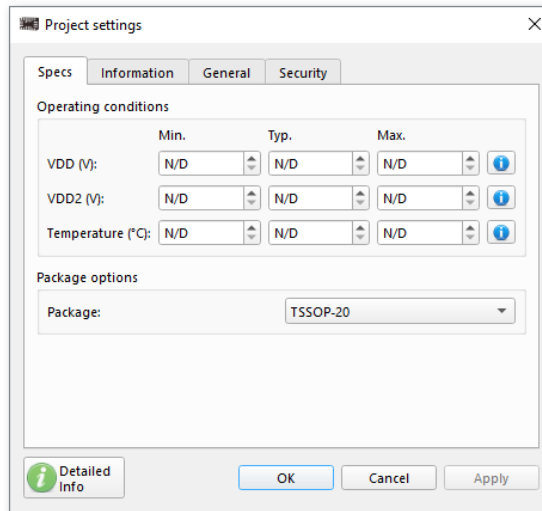 Project settings
Specs Information General Security
Operating conditions
Min. Typ. Max.
VDD (V): N/D N/D N/D
VDD2 (V): N/D N/D N/D
Temperature (°C): N/D N/D N/D
Package options
Package: TSSOP-20
Detailed
Info
OK Cancel Apply